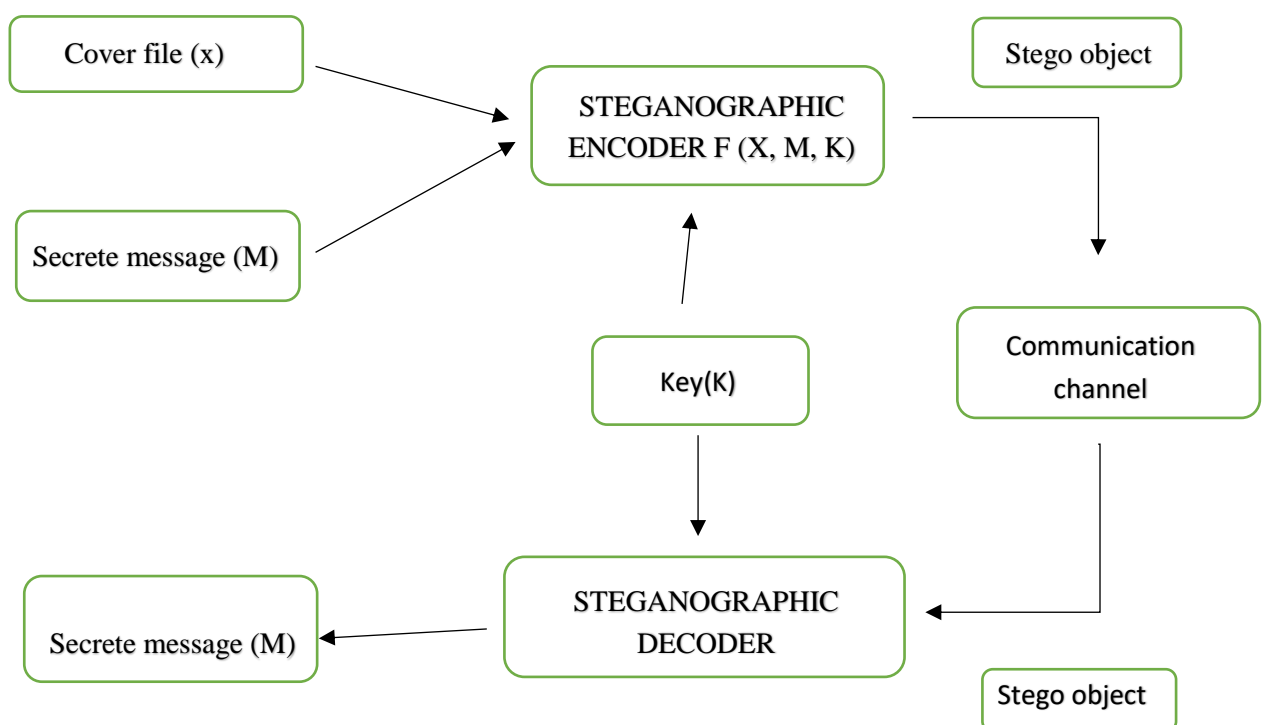 Cover file (x)
Stego object
STEGANOGRAPHIC
ENCODER F (X, M, K)
Secrete message (M)
Communication
channel
Key(K)
STEGANOGRAPHIC
DECODER
Secrete message (M)
Stego object